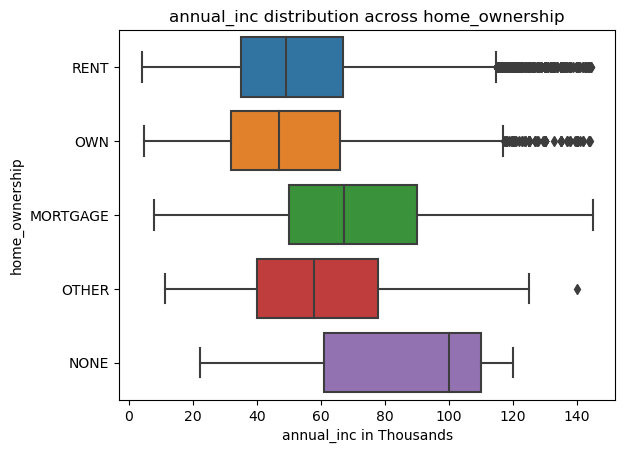 annual_inc distribution across home_ownership
home_ownership
RENT
OWN
MORTGAGE
OTHER
NONE
0 20 40 60 80 100 120 140
annual_inc in Thousands